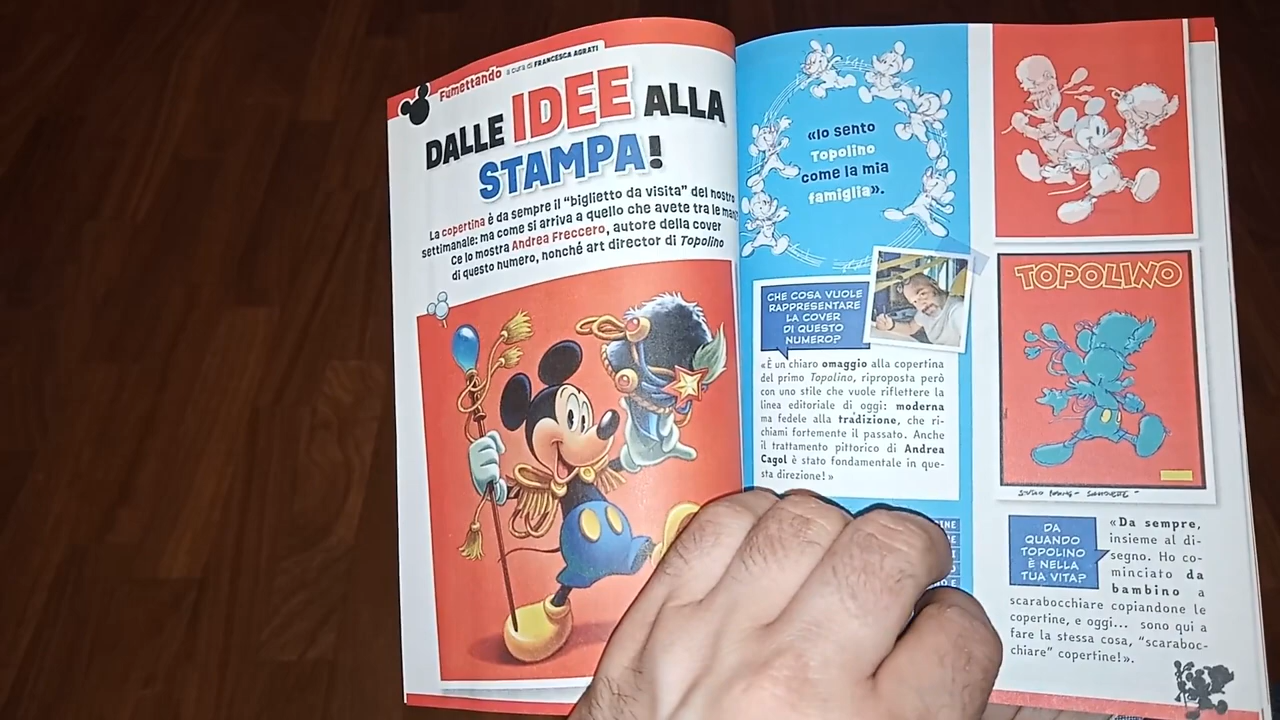 Fumettando a cura di FRANCESCA AGRATI
DALLE IDEE ALLA
STAMPA!
La copertina è da sempre il “biglietto da visita” del nostro
settimanale: ma come si arriva a quello che avete tra le mani?
Ce lo mostra Andrea Freccero, autore della cover
di questo numero, nonché art director di Topolino
«Io sento
Topolino
come la mia
famiglia».
CHE COSA VUOLE
RAPPRESENTARE
LA COVER
DI QUESTO
NUMERO?
«È un chiaro omaggio alla copertina
del primo Topolino, riproposta però
con uno stile che vuole riflettere la
linea editoriale di oggi: moderna
ma fedele alla tradizione, che ri-
chiami fortemente il passato. Anche
il trattamento pittorico di Andrea
Cagol è stato fondamentale in que-
sta direzione!»
TOPOLINO
DA
QUANDO
TOPOLINO
È NELLA
TUA VITA?
«Da sempre,
insieme al di-
segno. Ho co-
minciato da
bambino a
scarabocchiare copiandone le
copertine, e oggi... sono qui a
fare la stessa cosa, “scaraboc-
chiare” copertine!».